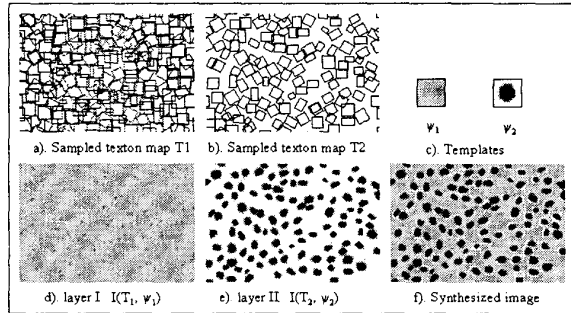 a). Sampled texton map T1
b). Sampled texton map T2
ψ₁
ψ₂
c). Templates
d). layer I I(T₁, ψ₁)
e). layer II I(T₂, ψ₂)
f). Synthesized image